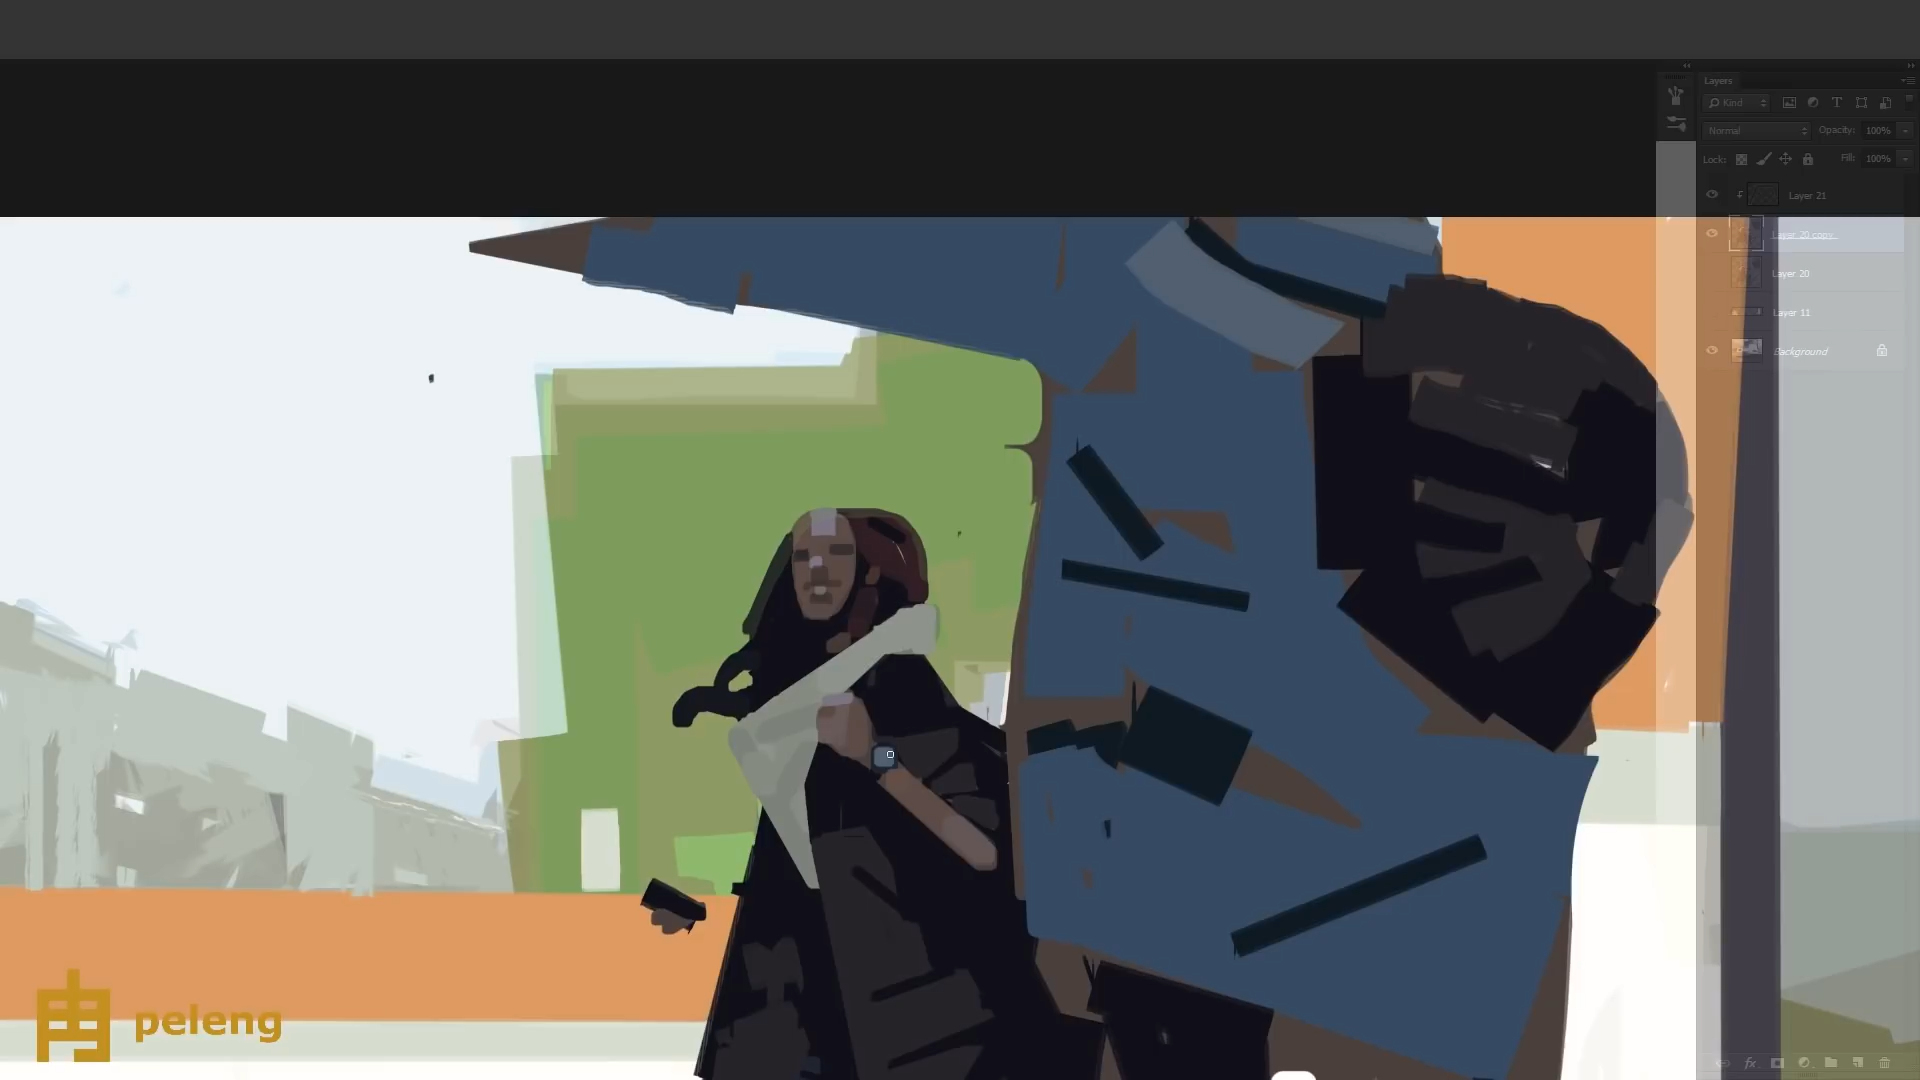 Layers
Kind
Normal
Opacity: 100%
Lock:
Fill: 100%
Layer 21
Layer 20 copy
Layer 20
Layer 11
Background
fx
peleng